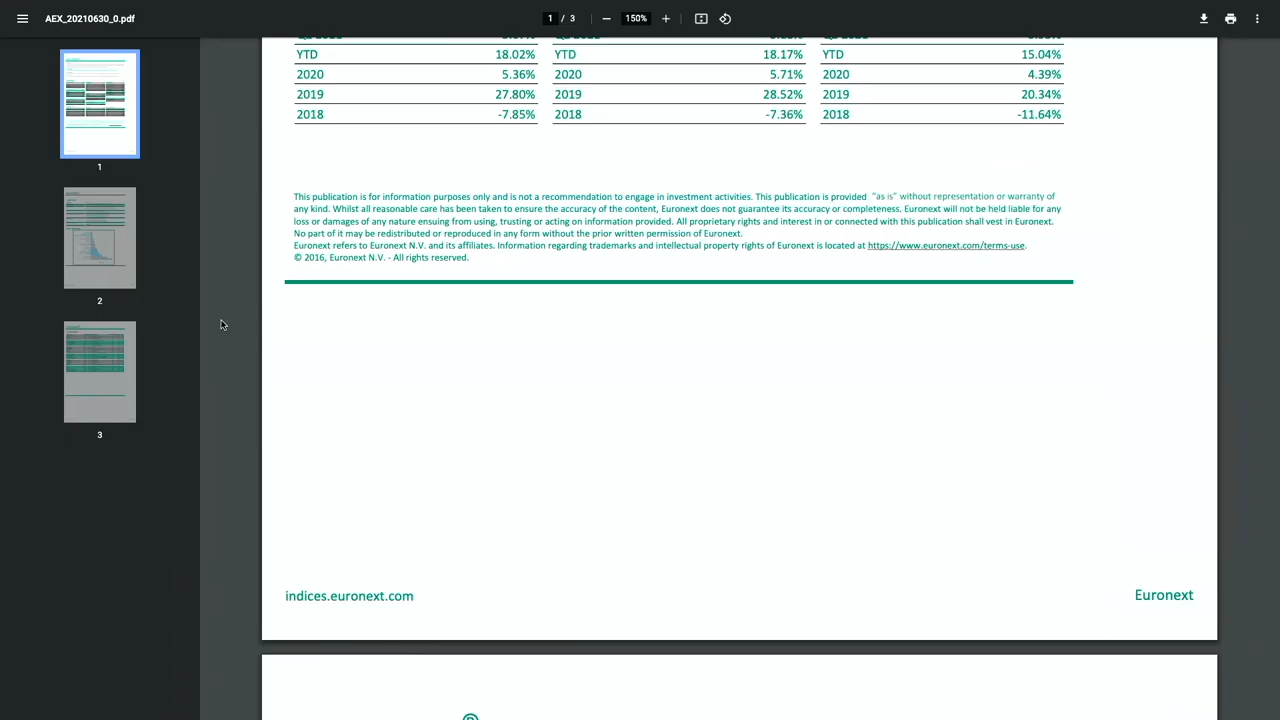 AEX_20210630_0.pdf
1 / 3
150%
YTD 18.02% YTD 18.17% YTD 15.04%
2020 5.36% 2020 5.71% 2020 4.39%
2019 27.80% 2019 28.52% 2019 20.34%
2018 -7.85% 2018 -7.36% 2018 -11.64%
This publication is for information purposes only and is not a recommendation to engage in investment activities. This publication is provided “as is” without representation or warranty of
any kind. Whilst all reasonable care has been taken to ensure the accuracy of the content, Euronext does not guarantee its accuracy or completeness. Euronext will not be held liable for any
loss or damages of any nature ensuing from using, trusting or acting on information provided. All proprietary rights and interest in or connected with this publication shall vest in Euronext.
No part of it may be redistributed or reproduced in any form without the prior written permission of Euronext.
Euronext refers to Euronext N.V. and its affiliates. Information regarding trademarks and intellectual property rights of Euronext is located at https://www.euronext.com/terms-use.
© 2016, Euronext N.V. - All rights reserved.
indices.euronext.com
Euronext
®
1
2
3